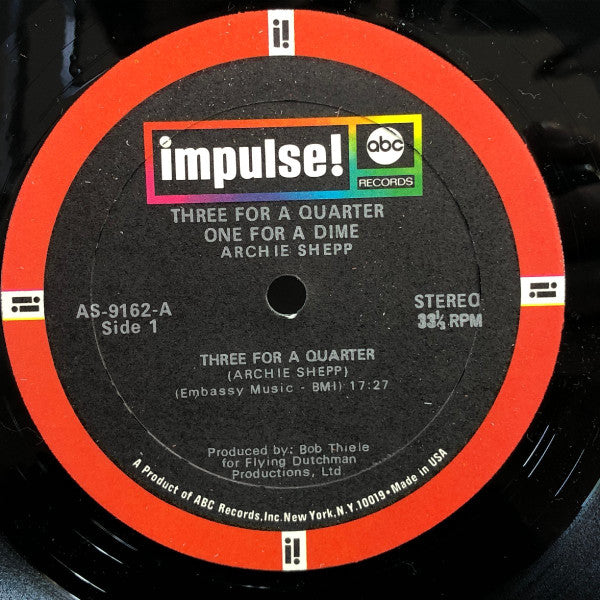 i!
impulse!
abc
RECORDS
THREE FOR A QUARTER
ONE FOR A DIME
ARCHIE SHEPP
AS-9162-A
Side 1
STEREO
33⅓ RPM
i!
i!
THREE FOR A QUARTER
(ARCHIE SHEPP)
(Embassy Music - BMI) 17:27
Produced by: Bob Thiele
for Flying Dutchman
Productions, Ltd
A Product of ABC Records, Inc. New York, N.Y. 10019 • Made in USA
i!